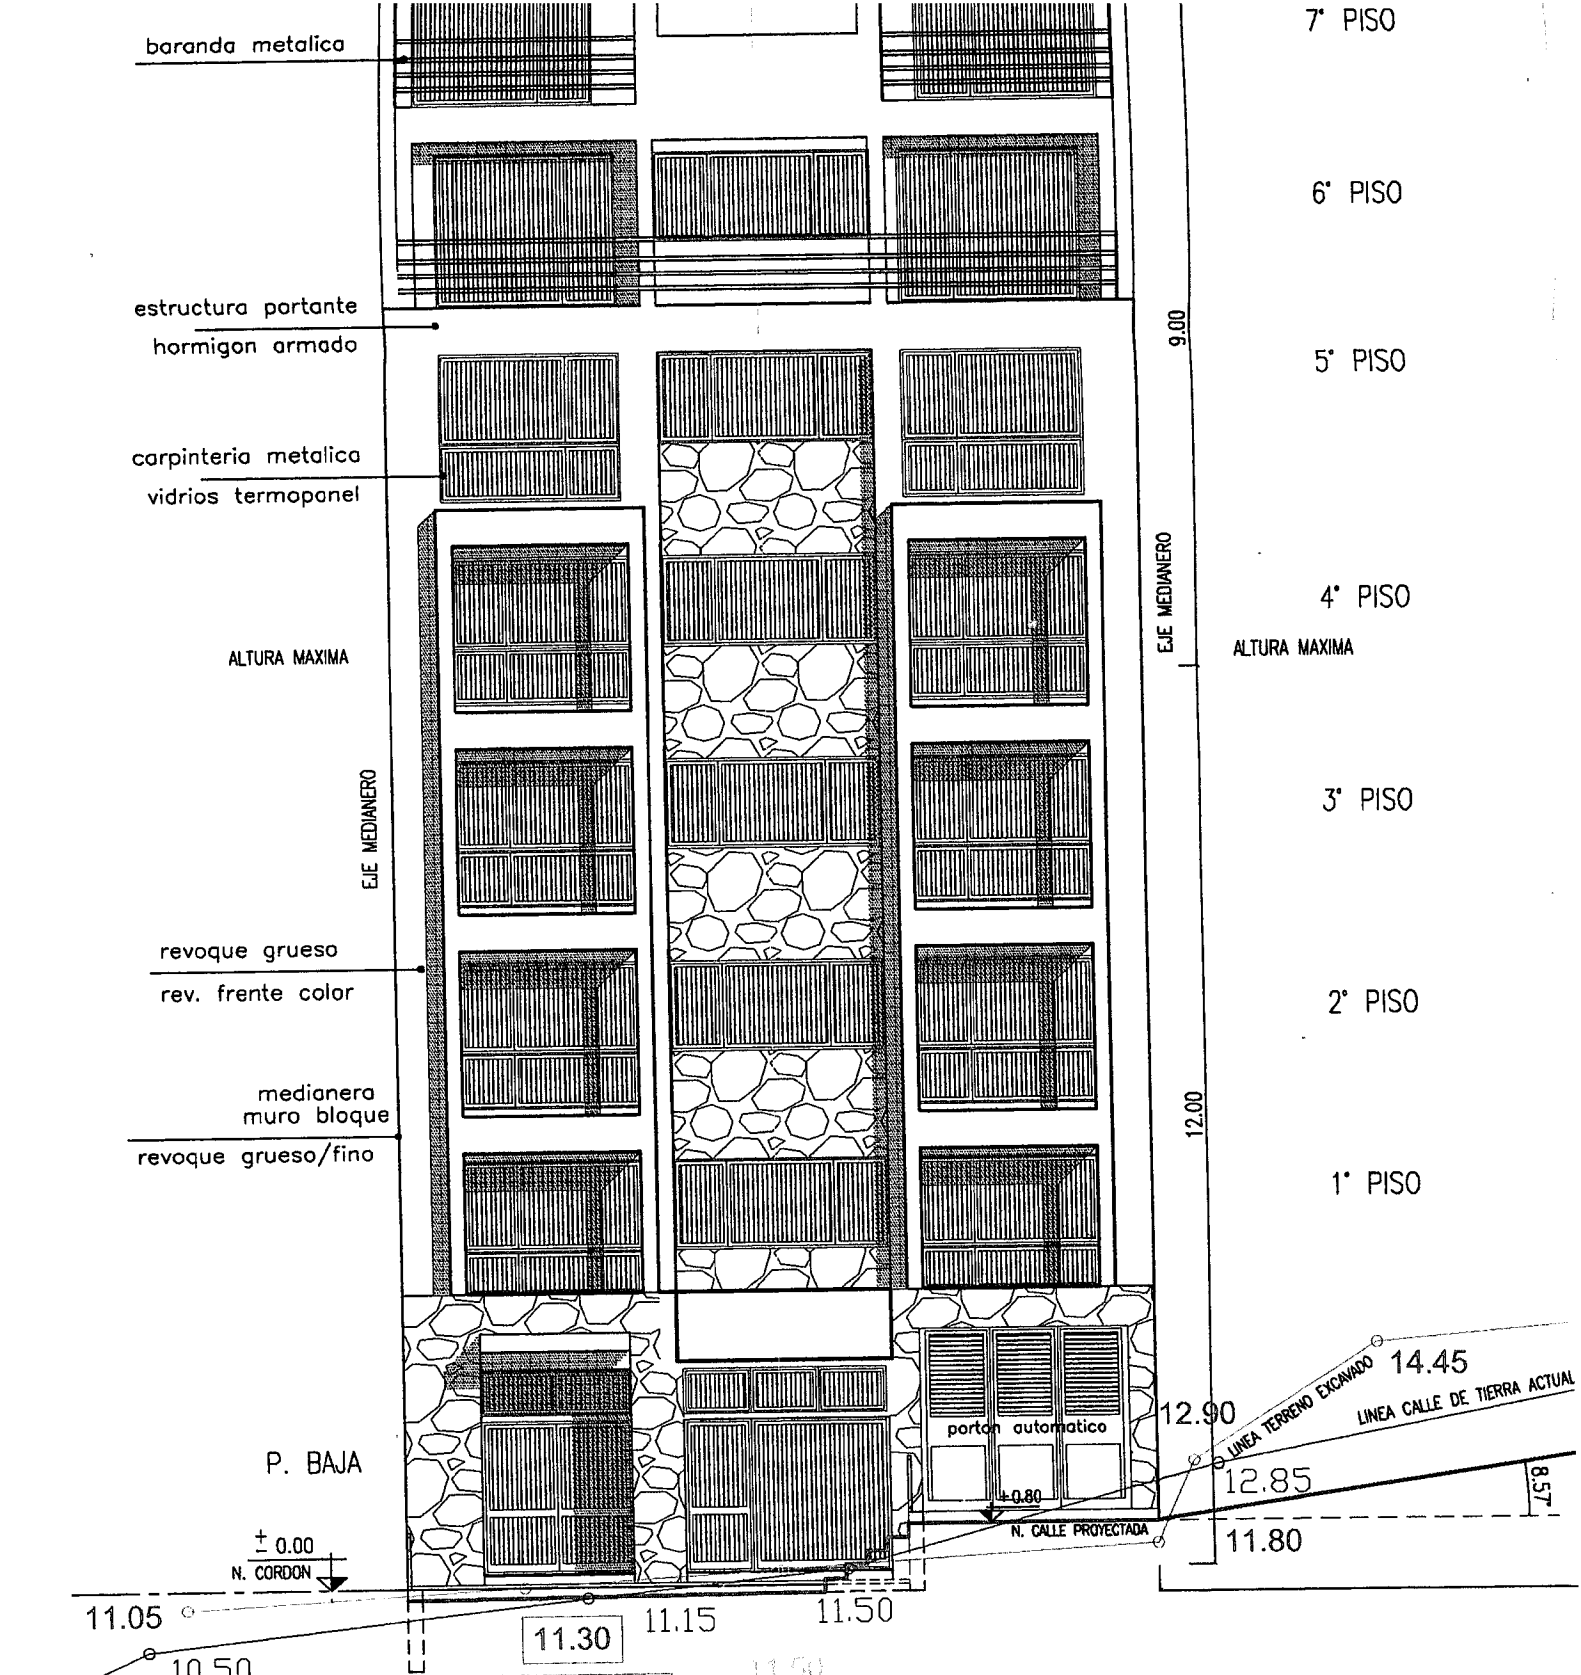 7° PISO
baranda metalica
6° PISO
estructura portante
hormigon armado
9.00
5° PISO
carpinteria metalica
vidrios termopanel
EJE MEDIANERO
4° PISO
ALTURA MAXIMA
ALTURA MAXIMA
EJE MEDIANERO
3° PISO
revoque grueso
rev. frente color
2° PISO
medianera
muro bloque
revoque grueso/fino
12.00
1° PISO
14.45
LINEA TERRENO EXCAVADO
LINEA CALLE DE TIERRA ACTUAL
12.90
porton automatico
P. BAJA
12.85
8.57°
+0.80
N. CALLE PROYECTADA
11.80
± 0.00
N. CORDON
11.05
11.15
11.50
11.30
10.50
11.50